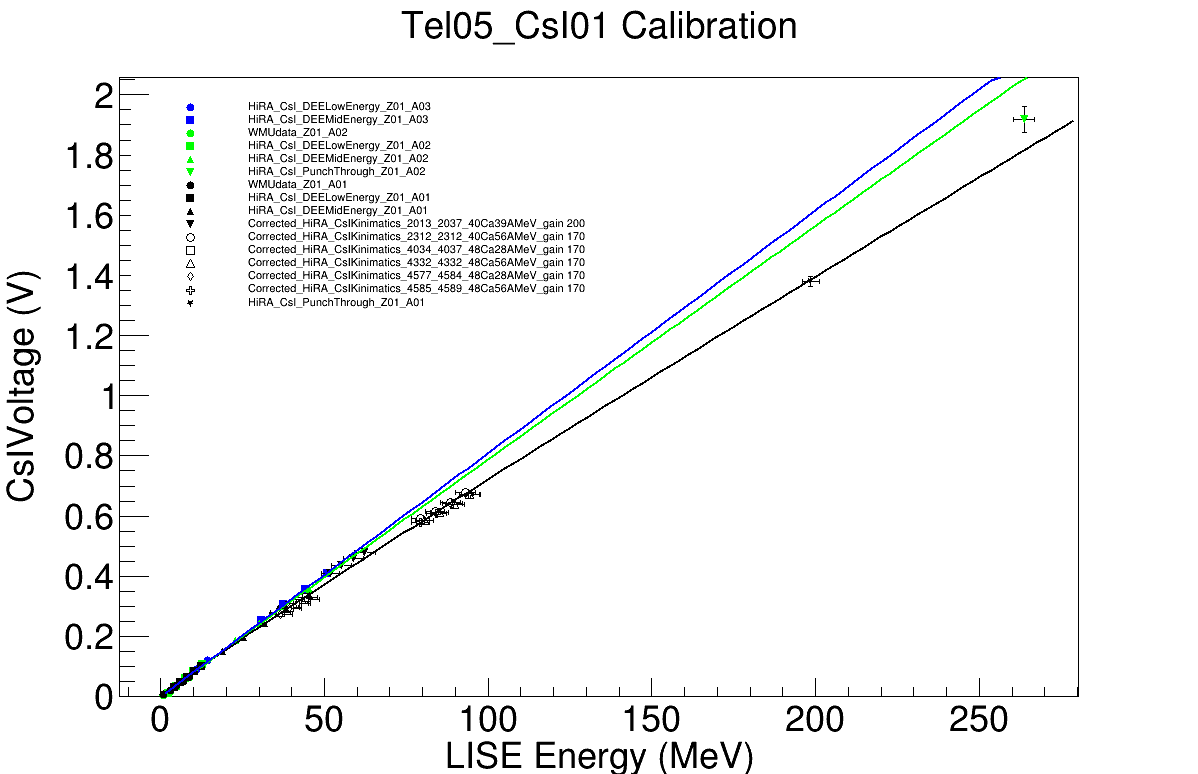 Tel05_CsI01 Calibration
CsIVoltage (V)
2
1.8
1.6
1.4
1.2
1
0.8
0.6
0.4
0.2
0
HiRA_CsI_DEELowEnergy_Z01_A03
HiRA_CsI_DEEMidEnergy_Z01_A03
WMUdata_Z01_A02
HiRA_CsI_DEELowEnergy_Z01_A02
HiRA_CsI_DEEMidEnergy_Z01_A02
HiRA_CsI_PunchThrough_Z01_A02
WMUdata_Z01_A01
HiRA_CsI_DEELowEnergy_Z01_A01
HiRA_CsI_DEEMidEnergy_Z01_A01
Corrected_HiRA_CsIKinimatics_2013_2037_40Ca39AMeV_gain 200
Corrected_HiRA_CsIKinimatics_2312_2312_40Ca56AMeV_gain 170
Corrected_HiRA_CsIKinimatics_4034_4037_48Ca28AMeV_gain 170
Corrected_HiRA_CsIKinimatics_4332_4332_48Ca56AMeV_gain 170
Corrected_HiRA_CsIKinimatics_4577_4584_48Ca28AMeV_gain 170
Corrected_HiRA_CsIKinimatics_4585_4589_48Ca56AMeV_gain 170
HiRA_CsI_PunchThrough_Z01_A01
0 50 100 150 200 250
LISE Energy (MeV)